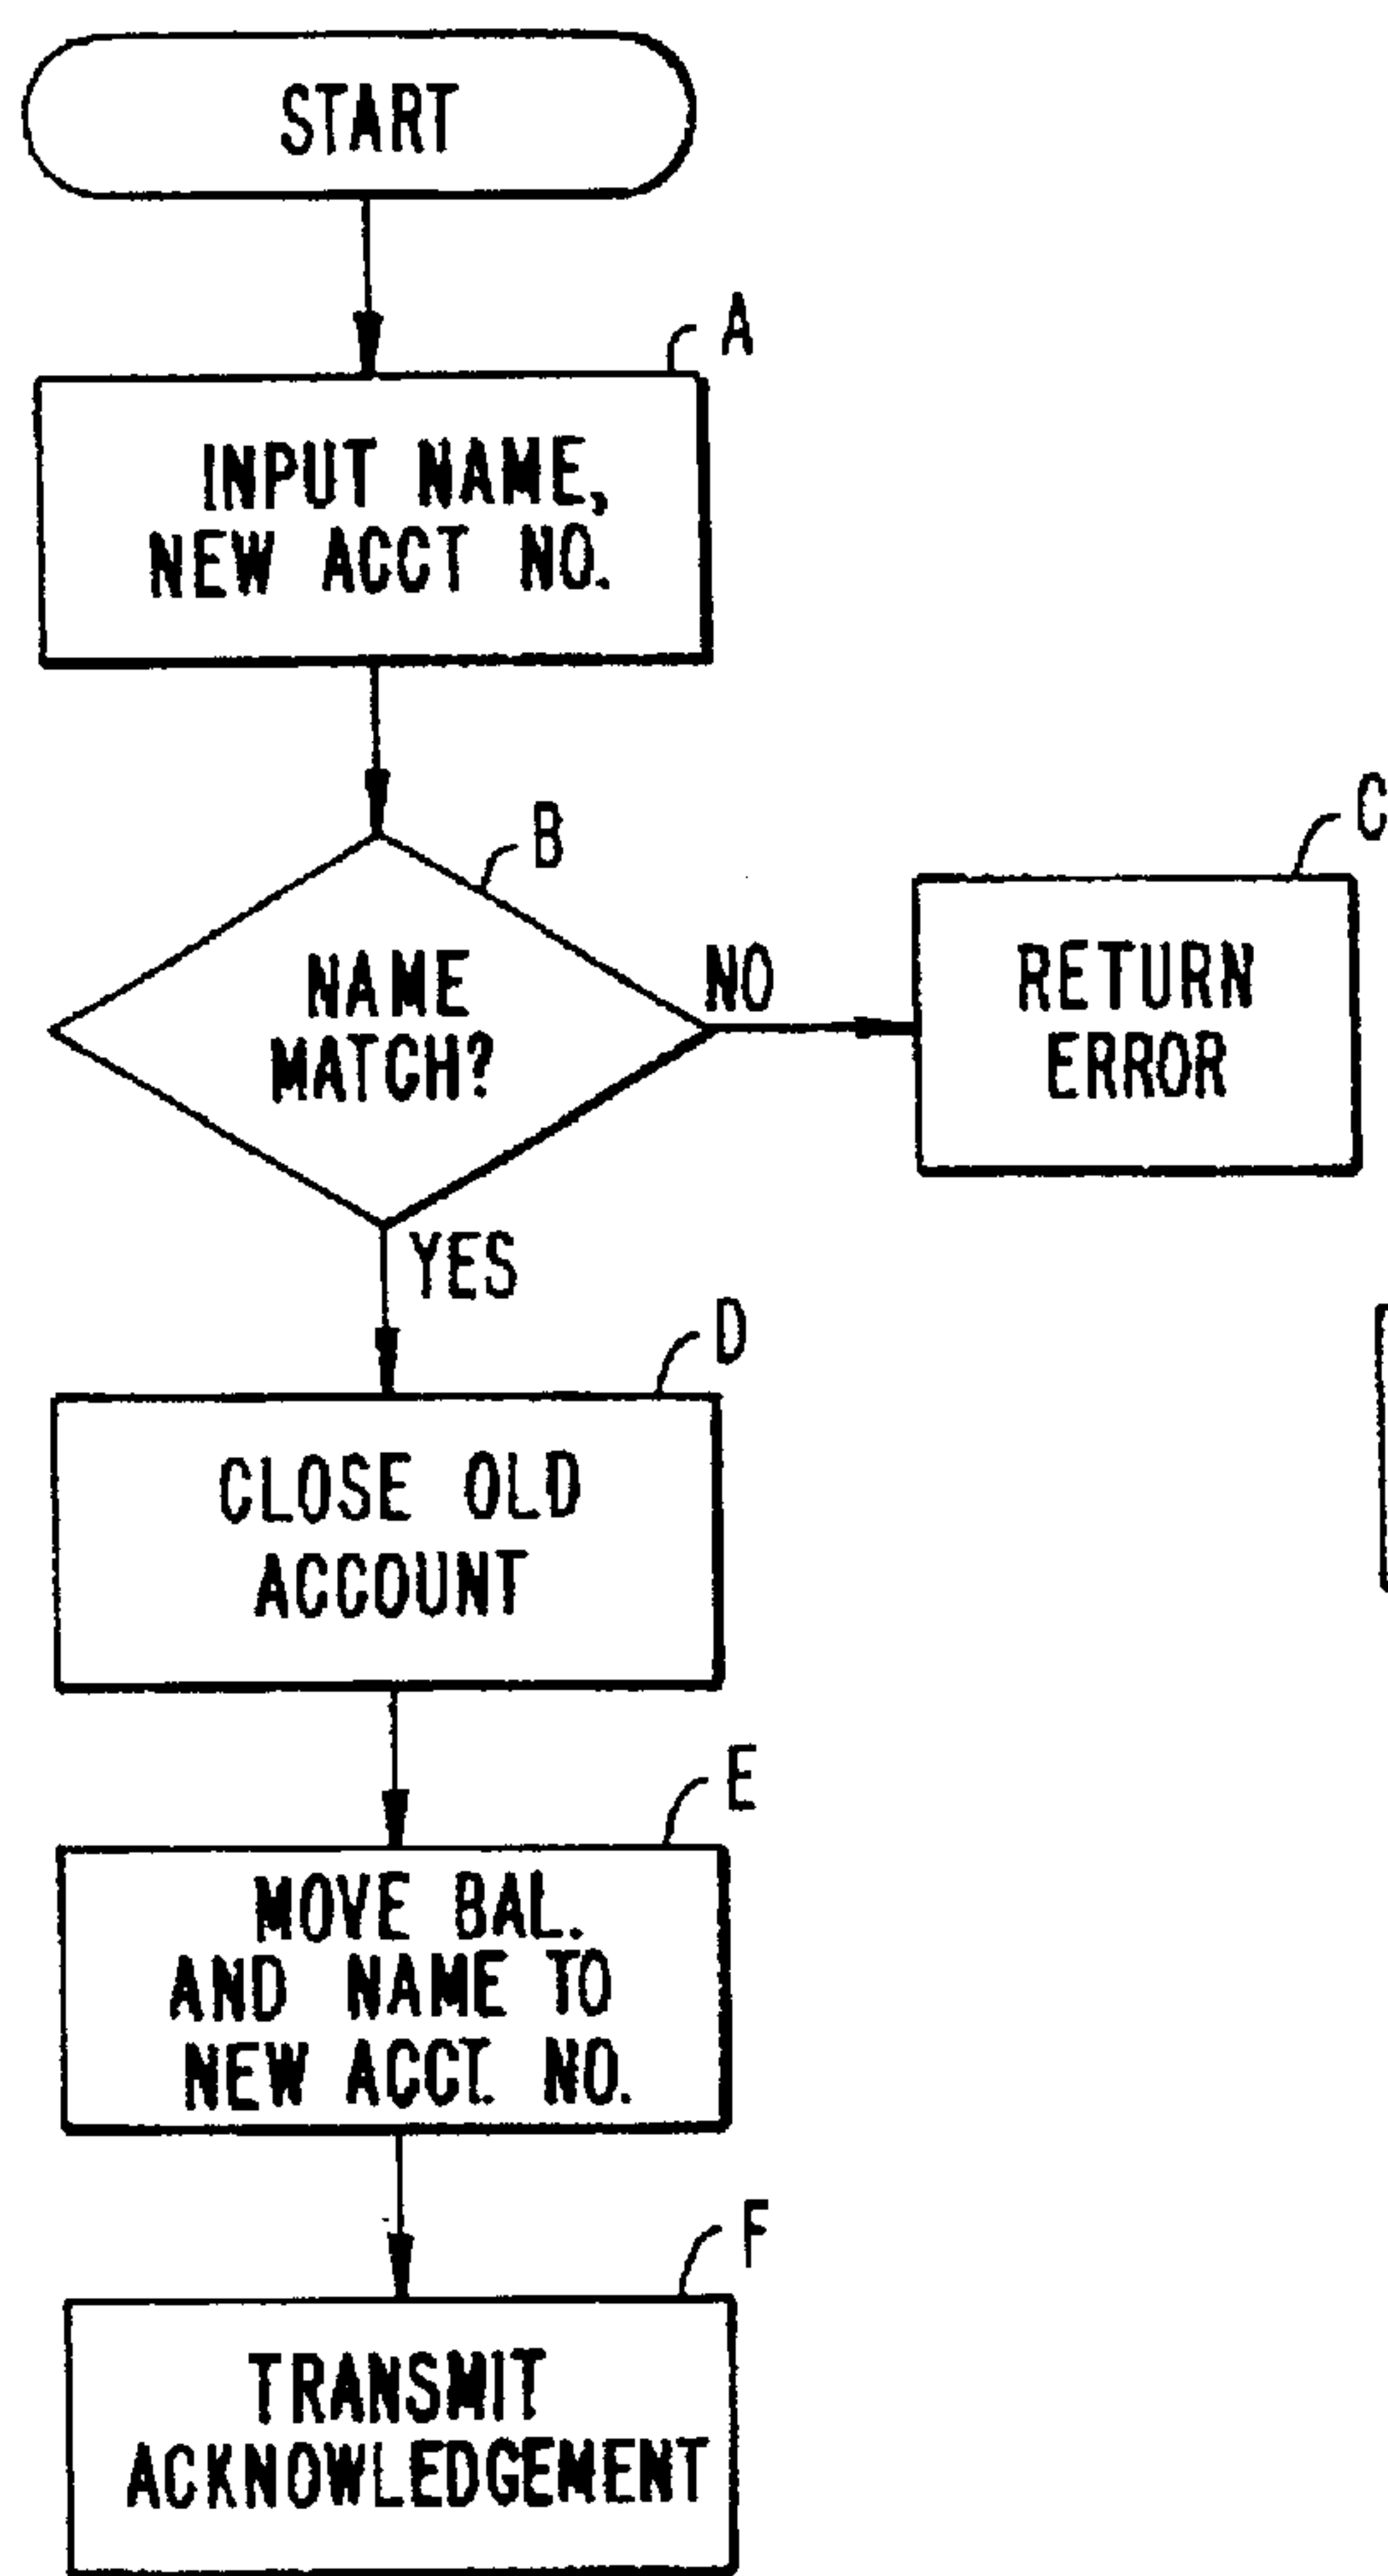 START
A
INPUT NAME,
NEW ACCT NO.
B
NAME
MATCH?
NO
C
RETURN
ERROR
YES
D
CLOSE OLD
ACCOUNT
E
MOVE BAL.
AND NAME TO
NEW ACCT. NO.
F
TRANSMIT
ACKNOWLEDGEMENT